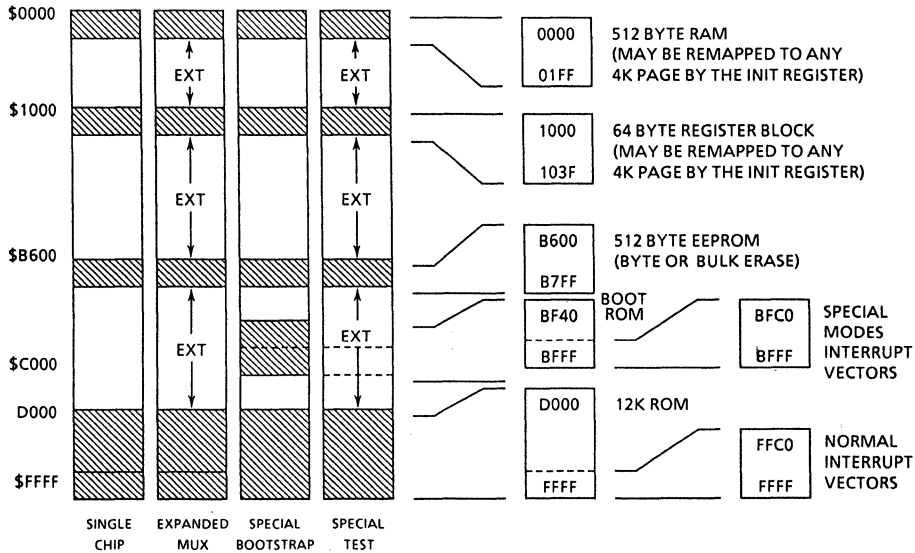 $0000
$1000
$B600
$C000
D000
$FFFF
EXT
EXT
EXT
EXT
EXT
EXT
SINGLE
CHIP
EXPANDED
MUX
SPECIAL
BOOTSTRAP
SPECIAL
TEST
0000
01FF
512 BYTE RAM
(MAY BE REMAPPED TO ANY
4K PAGE BY THE INIT REGISTER)
1000
103F
64 BYTE REGISTER BLOCK
(MAY BE REMAPPED TO ANY
4K PAGE BY THE INIT REGISTER)
B600
B7FF
512 BYTE EEPROM
(BYTE OR BULK ERASE)
BF40
BFFF
BOOT
ROM
BFC0
BFFF
SPECIAL
MODES
INTERRUPT
VECTORS
D000
FFFF
12K ROM
FFC0
FFFF
NORMAL
INTERRUPT
VECTORS